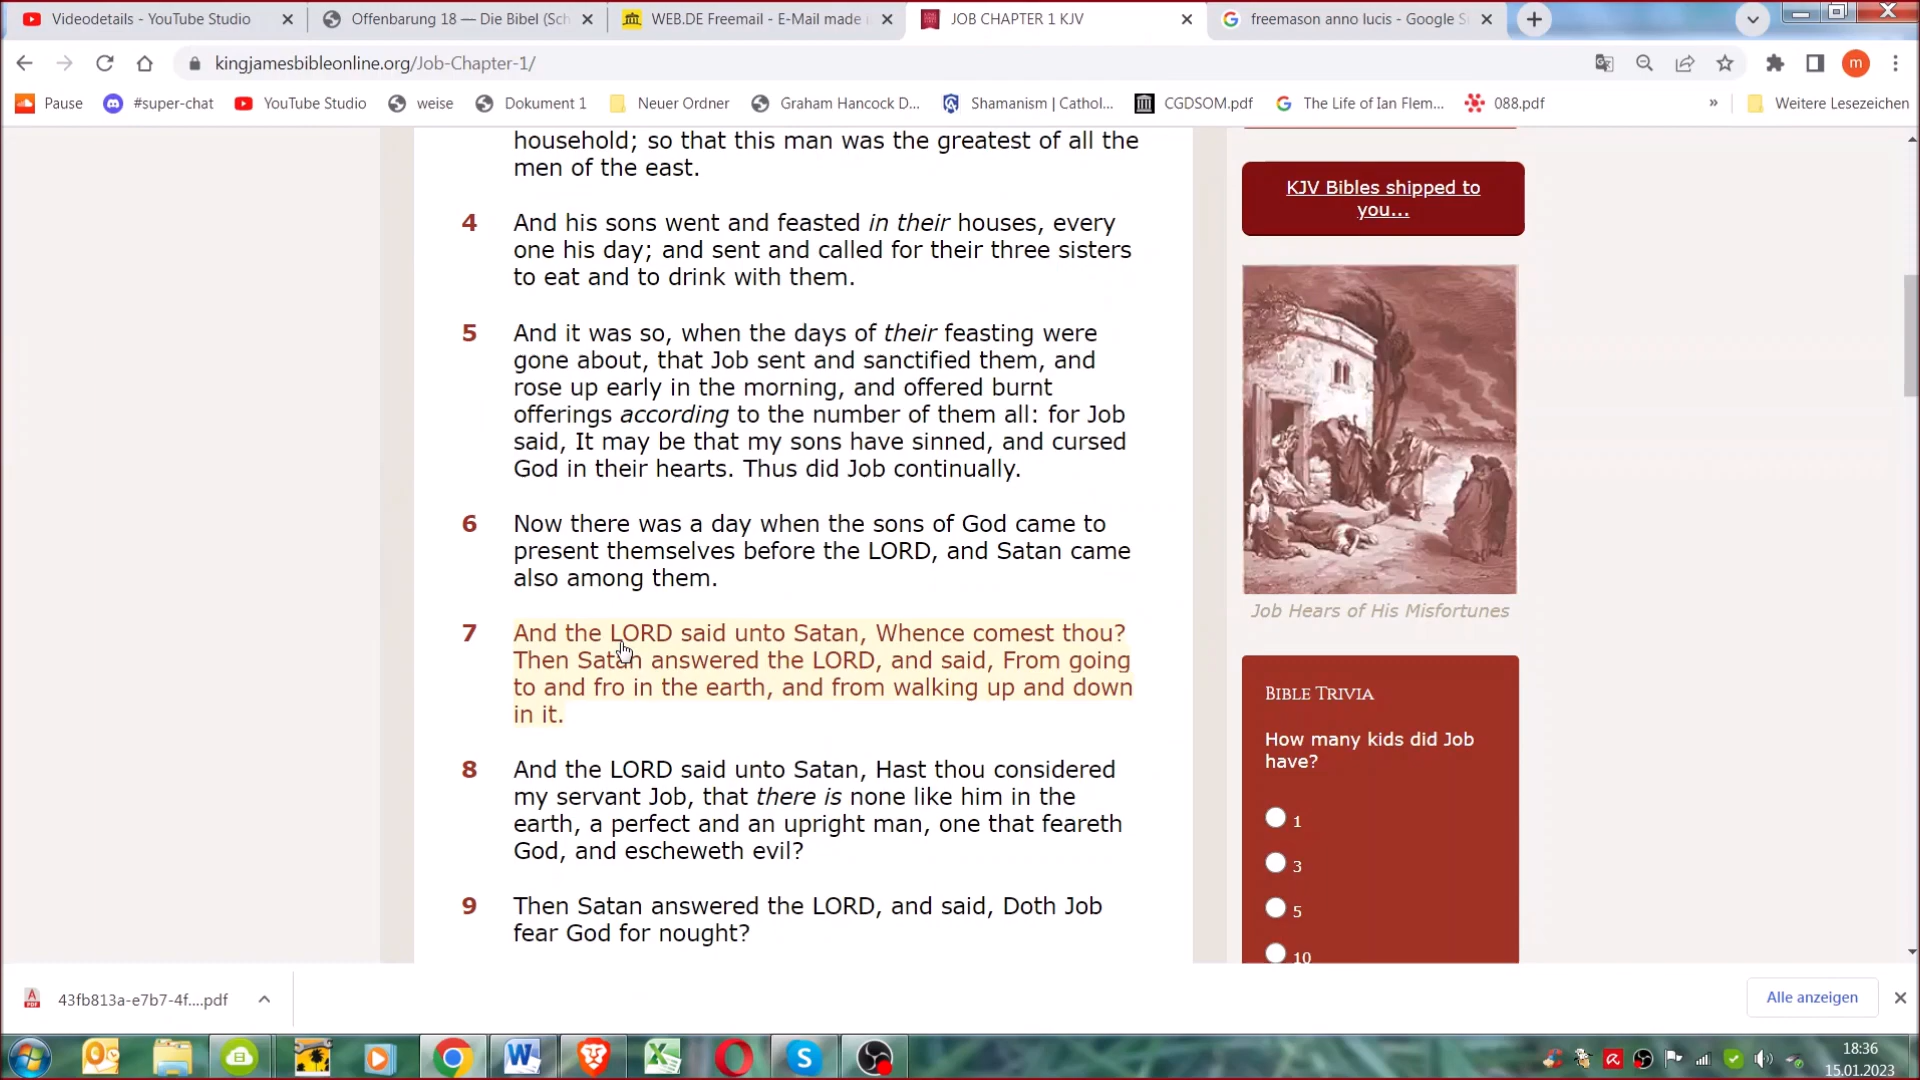 Videodetails - YouTube Studio
Offenbarung 18 — Die Bibel (Sch
WEB.DE Freemail - E-Mail made i
JOB CHAPTER 1 KJV
freemason anno lucis - Google S
kingjamesbibleonline.org/Job-Chapter-1/
m
Pause
#super-chat
YouTube Studio
weise
Dokument 1
Neuer Ordner
Graham Hancock D...
Shamanism | Cathol...
CGDSOM.pdf
The Life of Ian Flem...
088.pdf
»
Weitere Lesezeichen
household; so that this man was the greatest of all the
men of the east.
4 And his sons went and feasted in their houses, every
one his day; and sent and called for their three sisters
to eat and to drink with them.
5 And it was so, when the days of their feasting were
gone about, that Job sent and sanctified them, and
rose up early in the morning, and offered burnt
offerings according to the number of them all: for Job
said, It may be that my sons have sinned, and cursed
God in their hearts. Thus did Job continually.
6 Now there was a day when the sons of God came to
present themselves before the LORD, and Satan came
also among them.
7 And the LORD said unto Satan, Whence comest thou?
Then Satan answered the LORD, and said, From going
to and fro in the earth, and from walking up and down
in it.
8 And the LORD said unto Satan, Hast thou considered
my servant Job, that there is none like him in the
earth, a perfect and an upright man, one that feareth
God, and escheweth evil?
9 Then Satan answered the LORD, and said, Doth Job
fear God for nought?
KJV Bibles shipped to
you...
Job Hears of His Misfortunes
BIBLE TRIVIA
How many kids did Job
have?
1
3
5
10
43fb813a-e7b7-4f....pdf
Alle anzeigen
18:36
15.01.2023